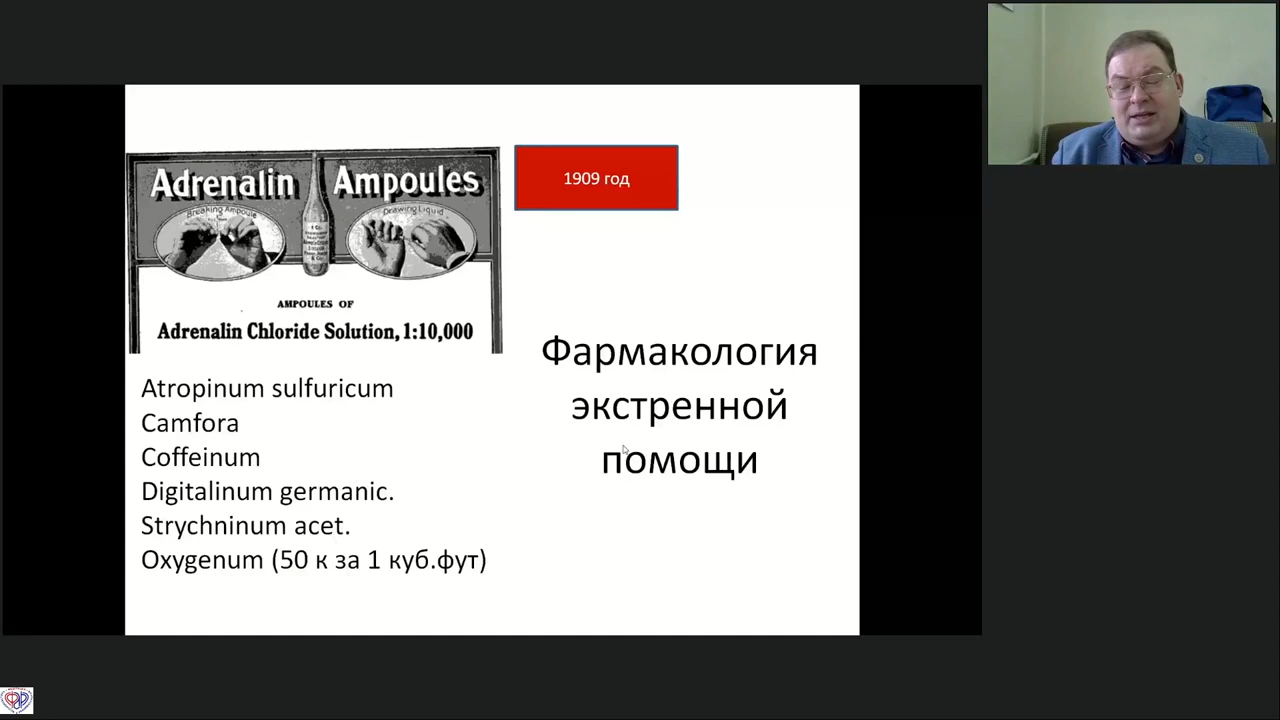 Adrenalin Ampoules
Breaking Ampoule
Drawing Liquid
AMPOULES OF
Adrenalin Chloride Solution, 1:10,000
1909 год
Фармакология
экстренной
помощи
Atropinum sulfuricum
Camfora
Coffeinum
Digitalinum germanic.
Strychninum acet.
Oxygenum (50 к за 1 куб.фут)